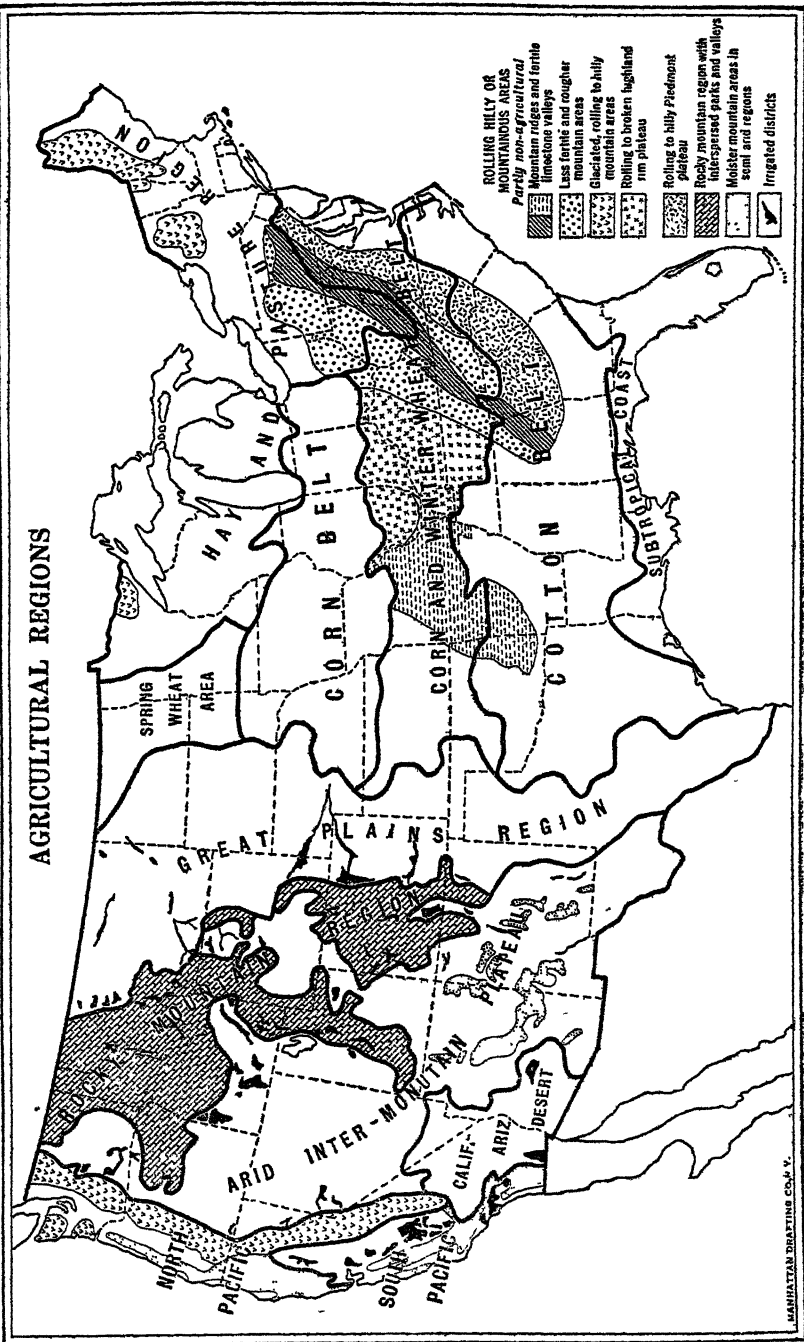 AGRICULTURAL REGIONS
SPRING
WHEAT
AREA
HAY AND PASTURE REGION
CORN BELT
CORN AND WINTER WHEAT BELT
COTTON BELT
SUBTROPICAL COAST
GREAT PLAINS REGION
ROCKY MOUNTAIN REGION
ARID INTER-MONUTAIN PLATEAU
CALIF.-
ARIZ
DESERT
NORTH
PACIFIC
SOUTH
PACIFIC
ROLLING HILLY OR
MOUNTAINOUS AREAS
Partly non-agricultural
Mountain ridges and fertile
limestone valleys
Less fertile and rougher
mountain areas
Glaciated, rolling to hilly
mountain areas
Rolling to broken highland
rim plateau
Rolling to hilly Piedmont
plateau
Rocky mountain region with
interspersed parks and valleys
Moister mountain areas in
semi arid regions
Irrigated districts
MANHATTAN DRAFTING CO., N.Y.